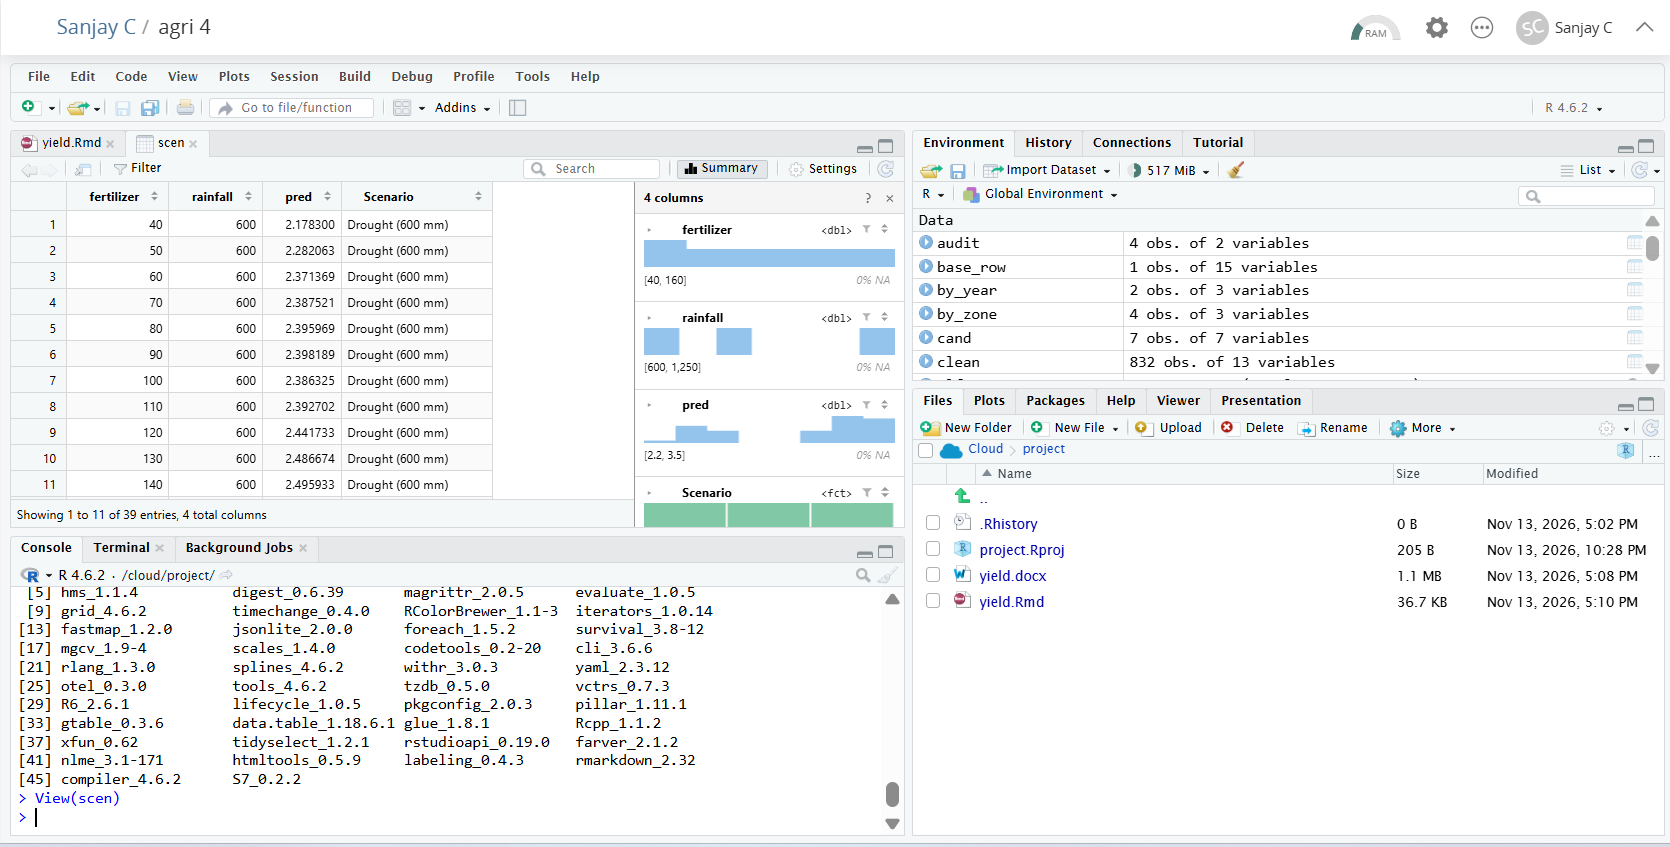 Sanjay C / agri 4
RAM
SC Sanjay C
File Edit Code View Plots Session Build Debug Profile Tools Help
Go to file/function Addins R 4.6.2
yield.Rmd scen
Filter Search Summary Settings
fertilizer rainfall pred Scenario
1 40 600 2.178300 Drought (600 mm)
2 50 600 2.282063 Drought (600 mm)
3 60 600 2.371369 Drought (600 mm)
4 70 600 2.387521 Drought (600 mm)
5 80 600 2.395969 Drought (600 mm)
6 90 600 2.398189 Drought (600 mm)
7 100 600 2.386325 Drought (600 mm)
8 110 600 2.392702 Drought (600 mm)
9 120 600 2.441733 Drought (600 mm)
10 130 600 2.486674 Drought (600 mm)
11 140 600 2.495933 Drought (600 mm)
Showing 1 to 11 of 39 entries, 4 total columns
4 columns ?
fertilizer <dbl>
[40, 160] 0% NA
rainfall <dbl>
[600, 1,250] 0% NA
pred <dbl>
[2.2, 3.5] 0% NA
Scenario <fct>
Console Terminal Background Jobs
R 4.6.2 · /cloud/project/
[5] hms_1.1.4 digest_0.6.39 magrittr_2.0.5 evaluate_1.0.5
[9] grid_4.6.2 timechange_0.4.0 RColorBrewer_1.1-3 iterators_1.0.14
[13] fastmap_1.2.0 jsonlite_2.0.0 foreach_1.5.2 survival_3.8-12
[17] mgcv_1.9-4 scales_1.4.0 codetools_0.2-20 cli_3.6.6
[21] rlang_1.3.0 splines_4.6.2 withr_3.0.3 yaml_2.3.12
[25] otel_0.3.0 tools_4.6.2 tzdb_0.5.0 vctrs_0.7.3
[29] R6_2.6.1 lifecycle_1.0.5 pkgconfig_2.0.3 pillar_1.11.1
[33] gtable_0.3.6 data.table_1.18.6.1 glue_1.8.1 Rcpp_1.1.2
[37] xfun_0.62 tidyselect_1.2.1 rstudioapi_0.19.0 farver_2.1.2
[41] nlme_3.1-171 htmltools_0.5.9 labeling_0.4.3 rmarkdown_2.32
[45] compiler_4.6.2 S7_0.2.2
> View(scen)
>
Environment History Connections Tutorial
Import Dataset 517 MiB List
R Global Environment
Data
audit 4 obs. of 2 variables
base_row 1 obs. of 15 variables
by_year 2 obs. of 3 variables
by_zone 4 obs. of 3 variables
cand 7 obs. of 7 variables
clean 832 obs. of 13 variables
Files Plots Packages Help Viewer Presentation
New Folder New File Upload Delete Rename More
Cloud project ...
Name Size Modified
..
.Rhistory 0 B Nov 13, 2026, 5:02 PM
project.Rproj 205 B Nov 13, 2026, 10:28 PM
yield.docx 1.1 MB Nov 13, 2026, 5:08 PM
yield.Rmd 36.7 KB Nov 13, 2026, 5:10 PM